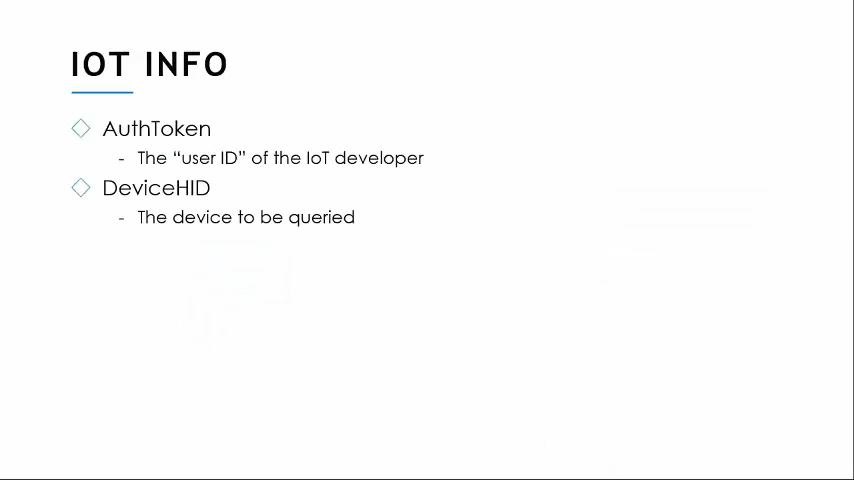 IOT INFO
AuthToken
- The “user ID” of the IoT developer
DeviceHID
- The device to be queried